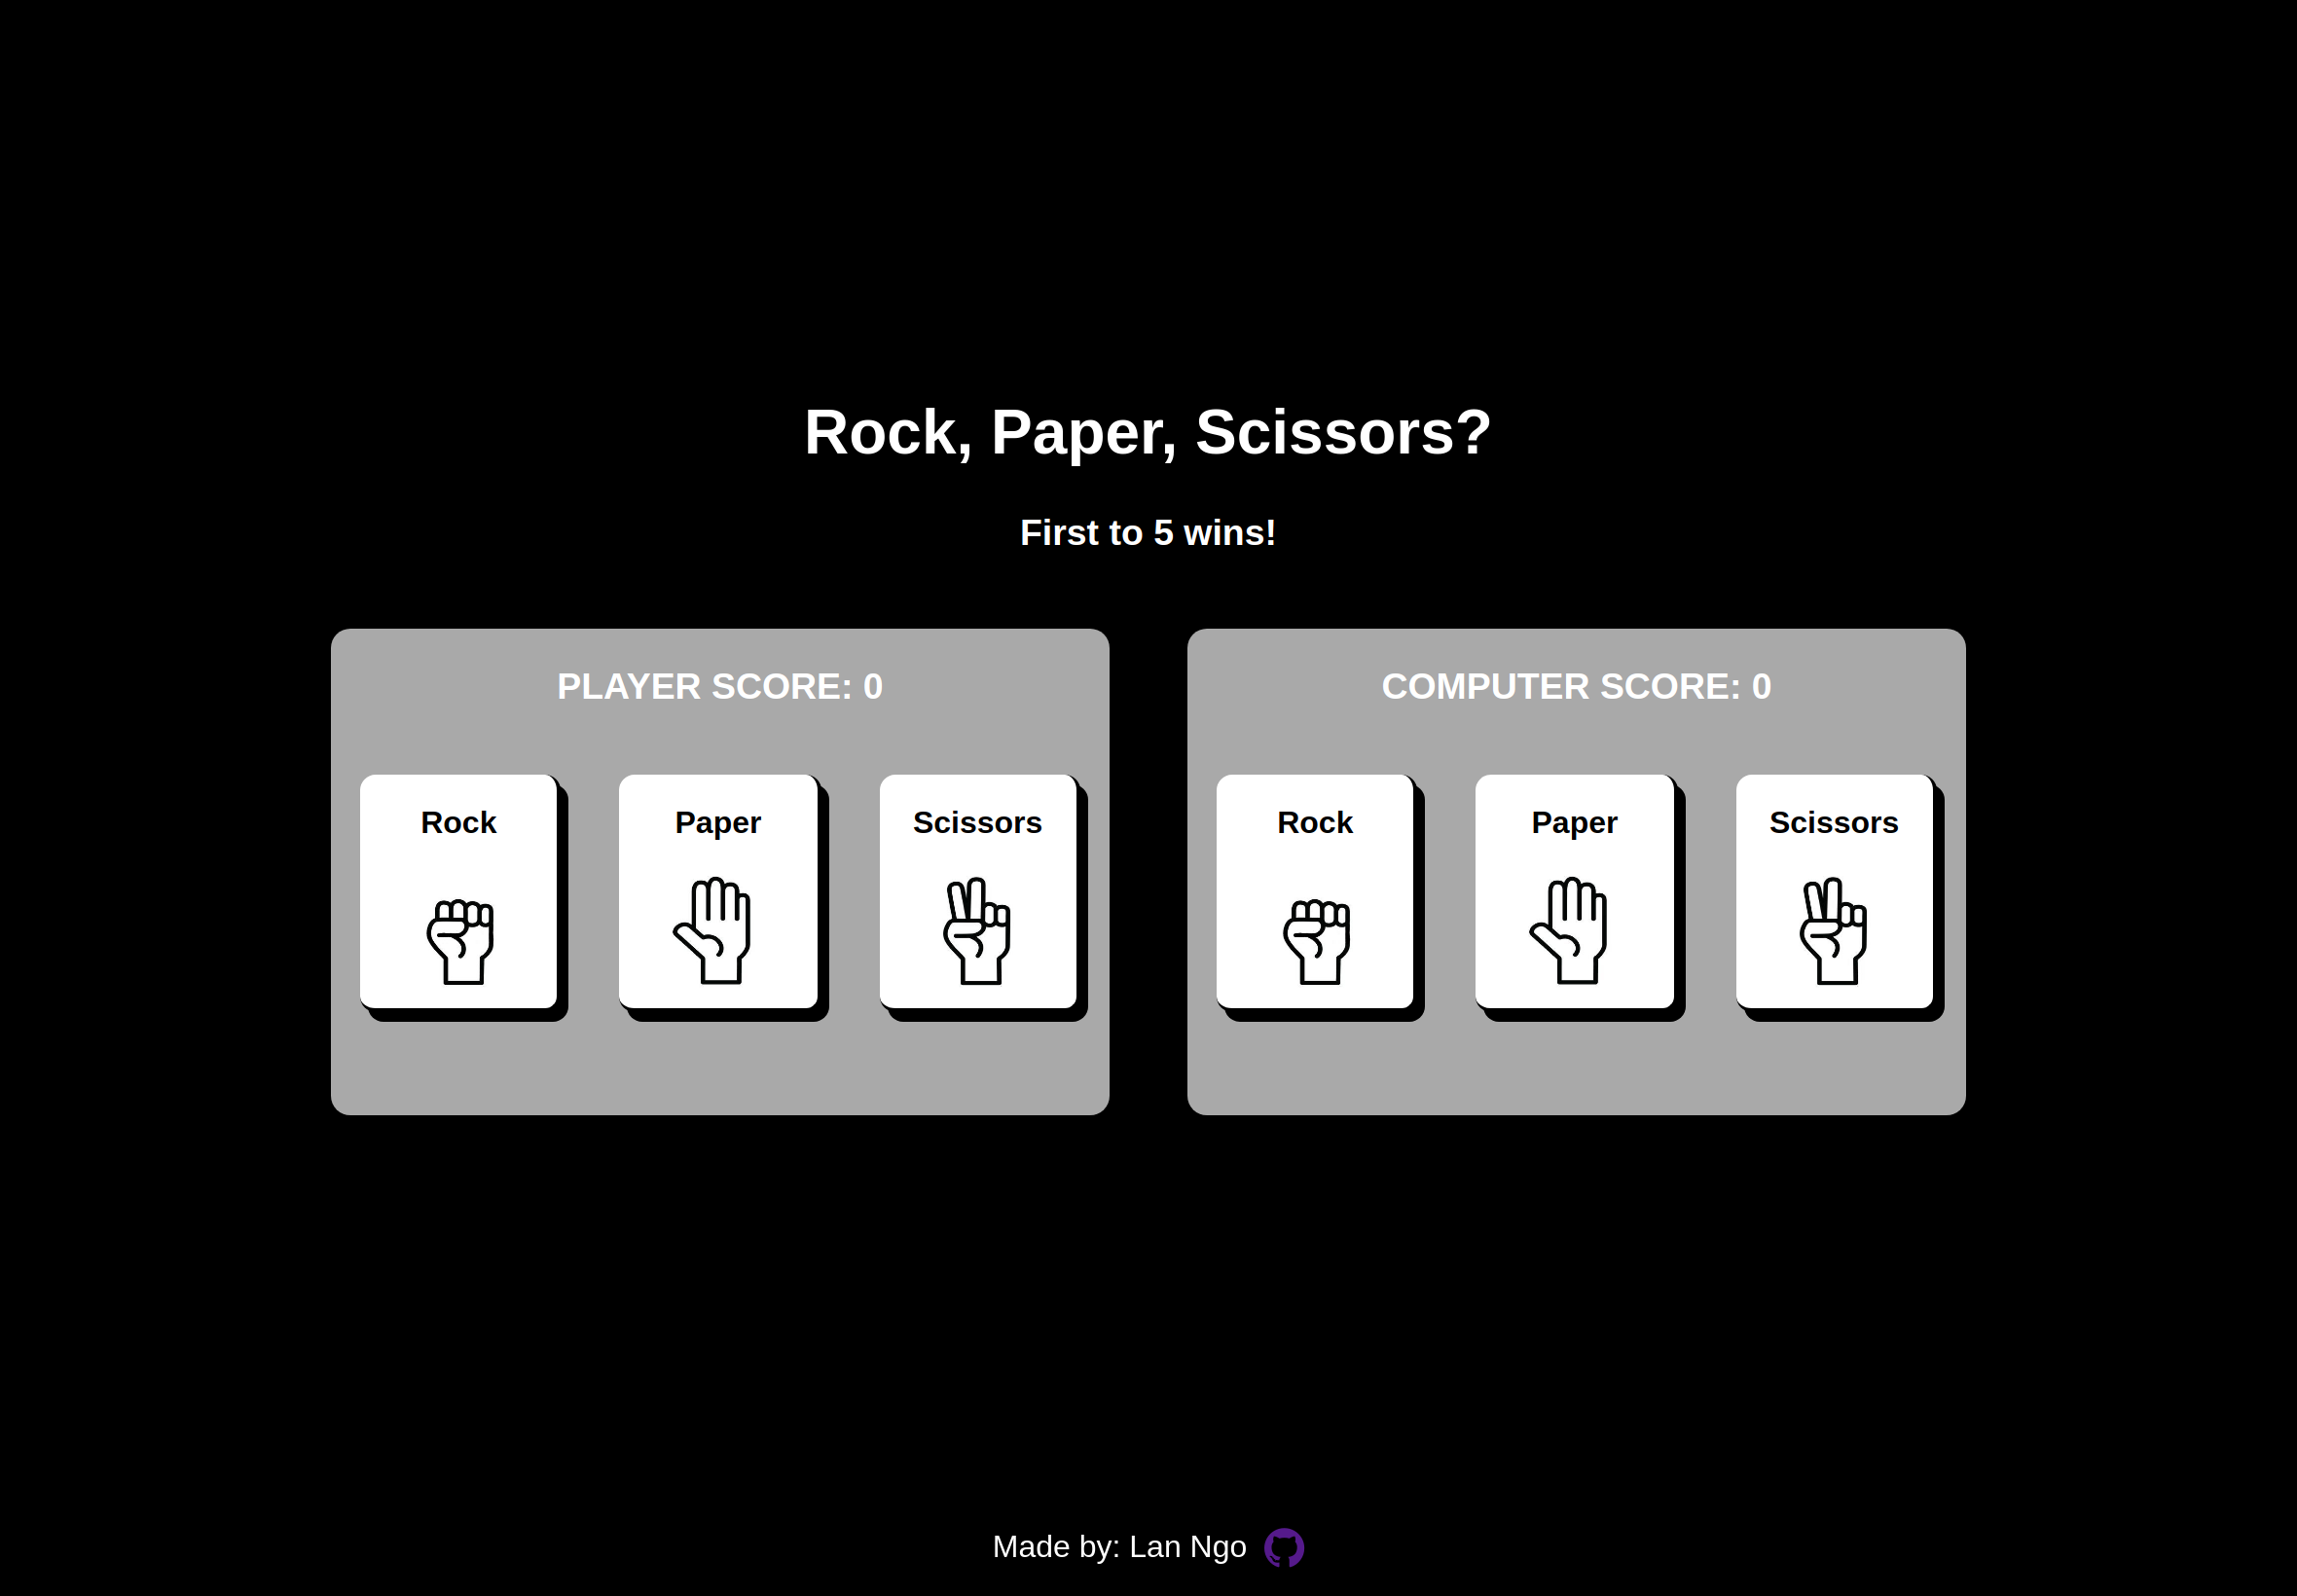 Rock, Paper, Scissors?
First to 5 wins!
PLAYER SCORE: 0
Rock
Paper
Scissors
COMPUTER SCORE: 0
Rock
Paper
Scissors
Made by: Lan Ngo